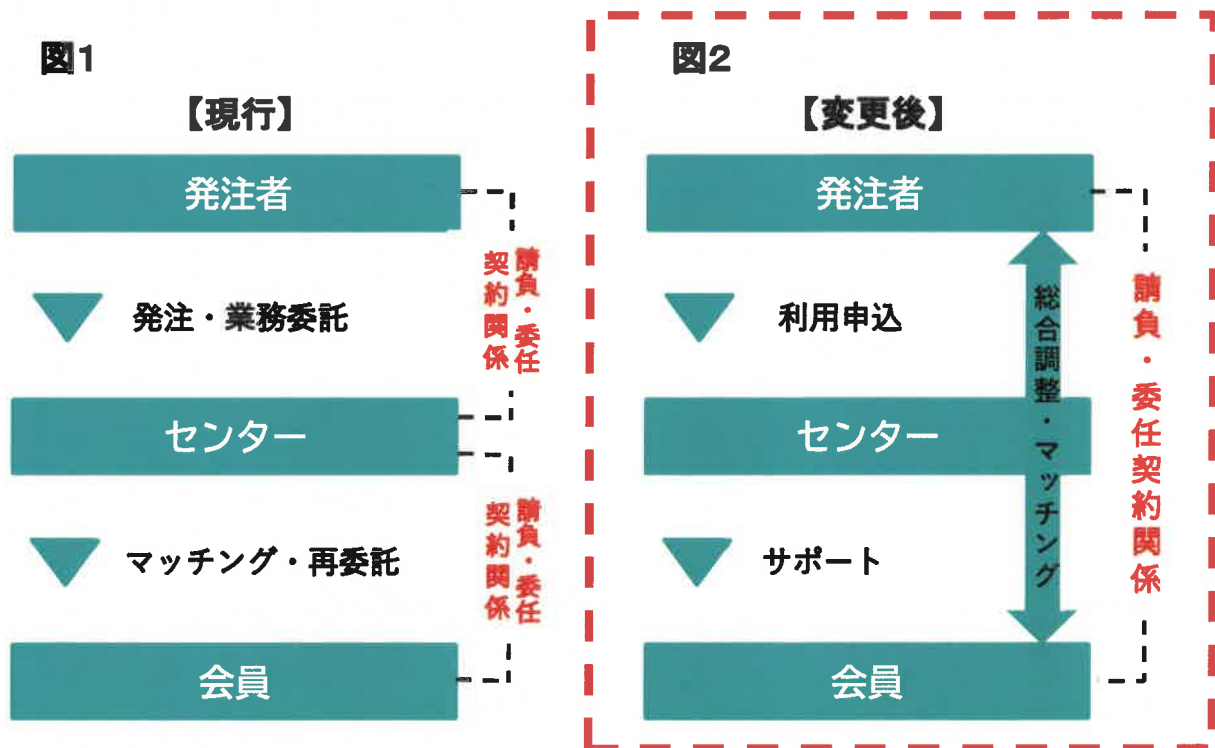 図1
【現行】
発注者
発注・業務委託
請負・委任
契約関係
センター
マッチング・再委託
請負・委任
契約関係
会員
図2
【変更後】
発注者
利用申込
総合調整・マッチング
請負・委任契約関係
センター
サポート
会員